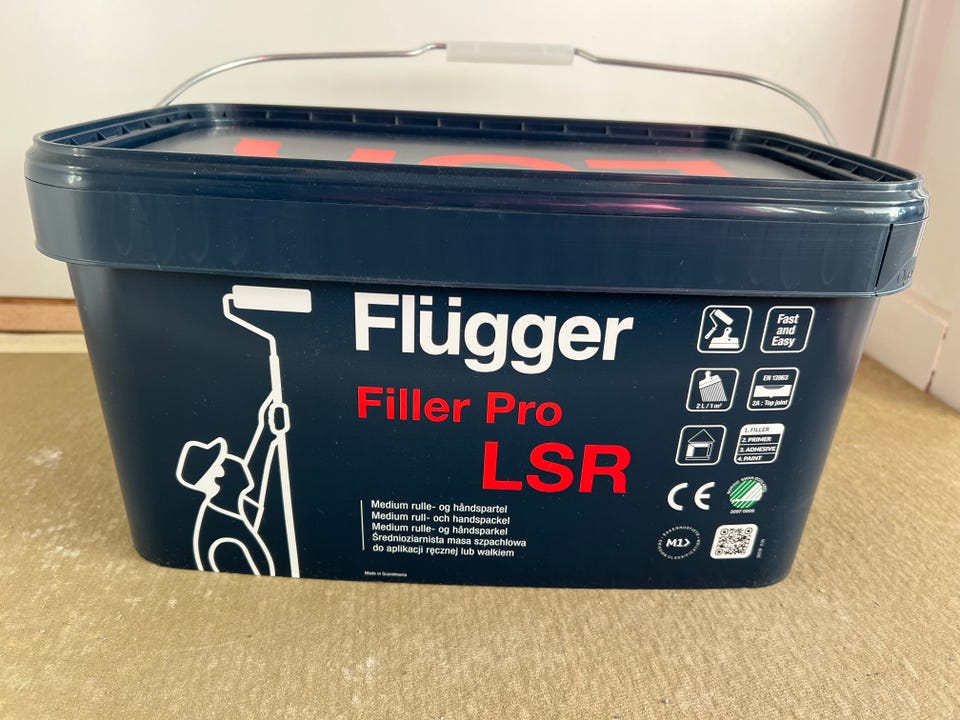 Flügger
Filler Pro
LSR
Medium rulle- og håndspartel
Medium rull- och handspackel
Medium rulle- og håndsparkel
Średnioziarnista masa szpachlowa
do aplikacji ręcznej lub wałkiem
Made in Scandinavia
Fast
and
Easy
2 L / 1 m²
EN 13963
2A : Top joint
1. FILLER
2. PRIMER
3. ADHESIVE
4. PAINT
CE
3097 0008
M1